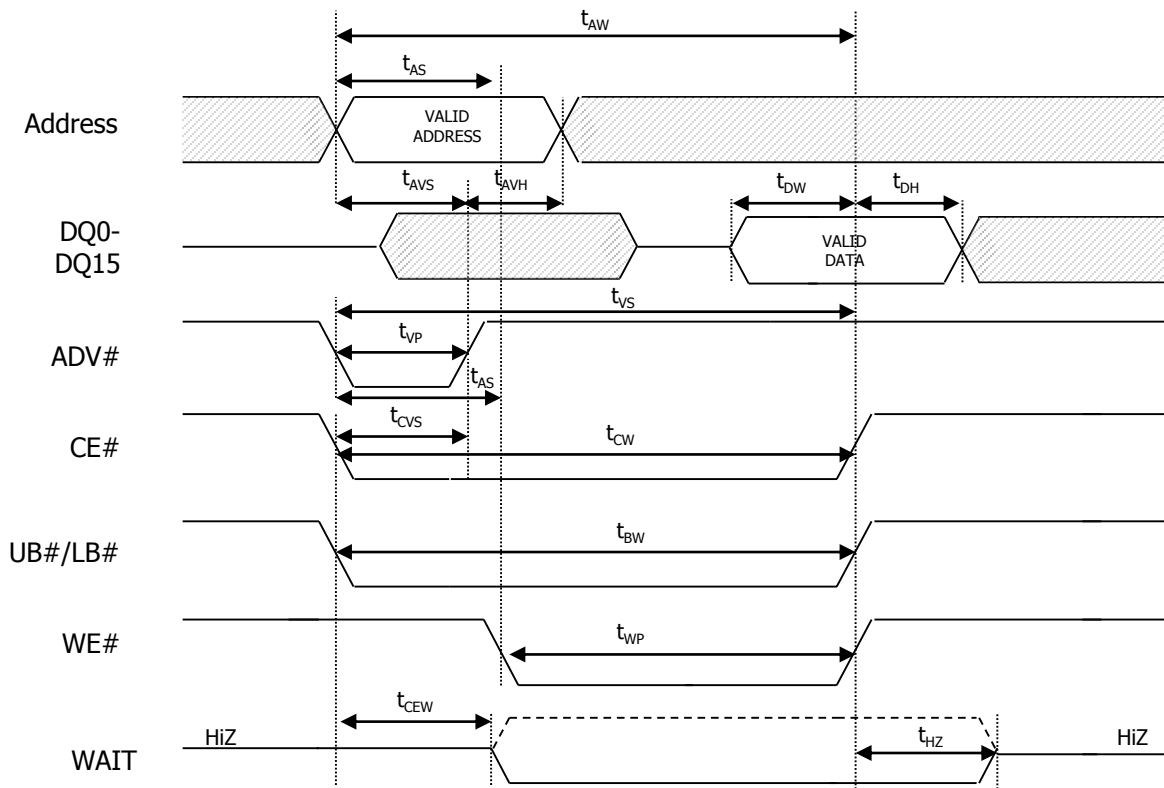 tAW
tAS
Address
VALID
ADDRESS
tAVS
tAVH
tDW
tDH
DQ0-
DQ15
VALID
DATA
tVS
ADV#
tVP
tAS
tCVS
CE#
tCW
UB#/LB#
tBW
WE#
tWP
tCEW
HiZ
WAIT
tHZ
HiZ